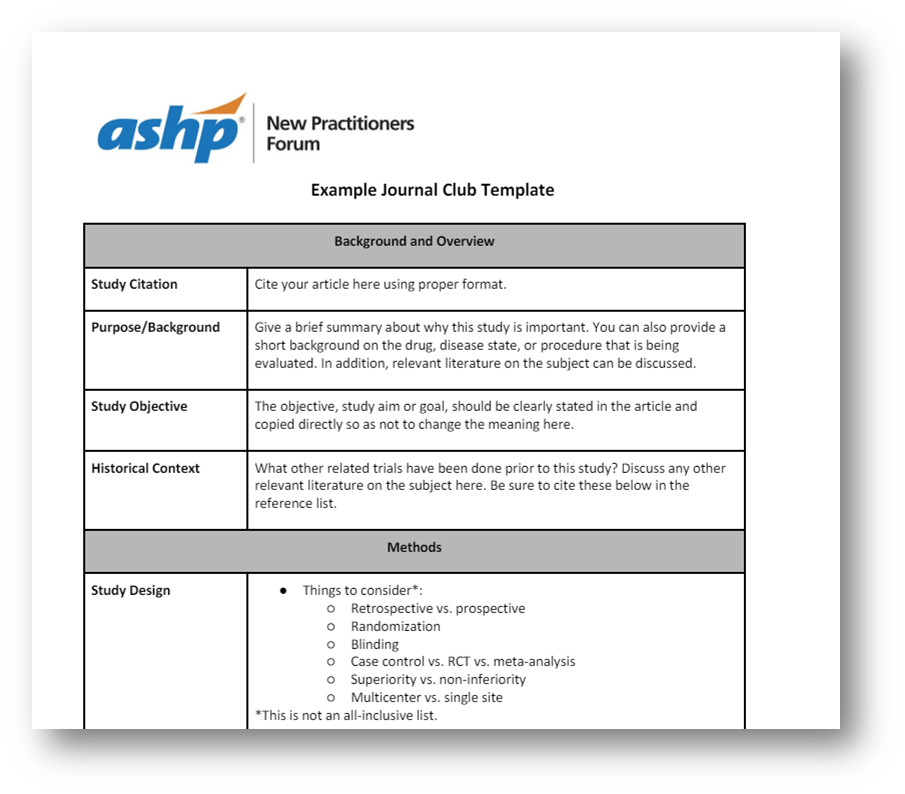 ashp®
New Practitioners
Forum
Example Journal Club Template
Background and Overview
Study Citation
Cite your article here using proper format.
Purpose/Background
Give a brief summary about why this study is important. You can also provide a
short background on the drug, disease state, or procedure that is being
evaluated. In addition, relevant literature on the subject can be discussed.
Study Objective
The objective, study aim or goal, should be clearly stated in the article and
copied directly so as not to change the meaning here.
Historical Context
What other related trials have been done prior to this study? Discuss any other
relevant literature on the subject here. Be sure to cite these below in the
reference list.
Methods
Study Design
● Things to consider*:
○ Retrospective vs. prospective
○ Randomization
○ Blinding
○ Case control vs. RCT vs. meta-analysis
○ Superiority vs. non-inferiority
○ Multicenter vs. single site
*This is not an all-inclusive list.